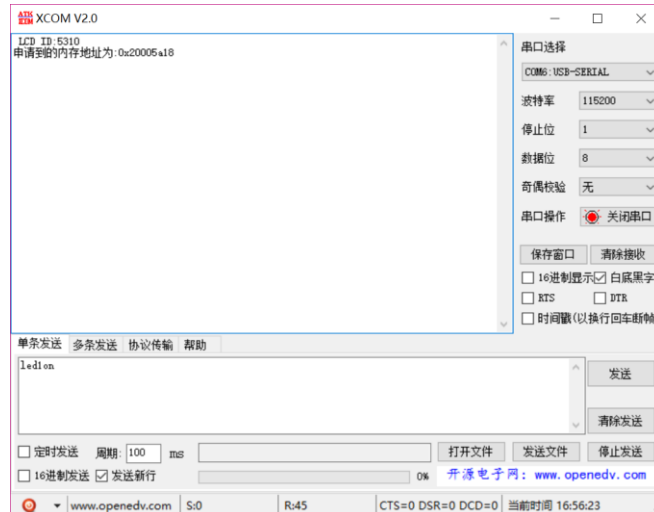 XCOM V2.0
LCD ID:5310
申请到的内存地址为:0x20005a18
串口选择
COM6:USB-SERIAL
波特率 115200
停止位 1
数据位 8
奇偶校验 无
串口操作 关闭串口
保存窗口 清除接收
16进制显示 白底黑字
RTS DTR
时间戳(以换行回车断帧
单条发送 多条发送 协议传输 帮助
led1on
发送
清除发送
定时发送 周期: 100 ms 打开文件 发送文件 停止发送
16进制发送 发送新行 0% 开源电子网: www.openedv.com
www.openedv.com S:0 R:45 CTS=0 DSR=0 DCD=0 当前时间 16:56:23